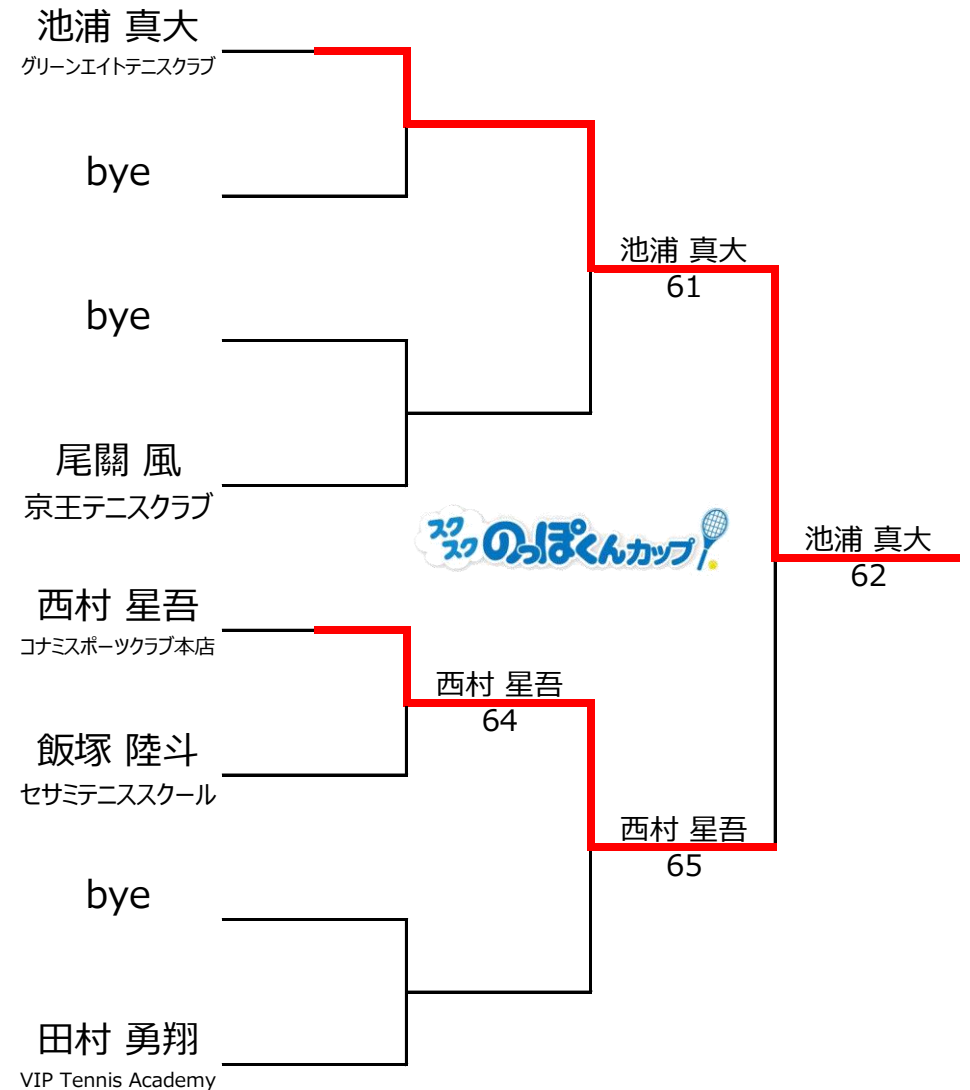 池浦 真大
グリーンエイトテニスクラブ
bye
bye
尾關 風
京王テニスクラブ
西村 星吾
コナミスポーツクラブ本店
飯塚 陸斗
セサミテニススクール
bye
田村 勇翔
VIP Tennis Academy
西村 星吾
64
池浦 真大
61
西村 星吾
65
池浦 真大
62
スクスクのっぽくんカップ